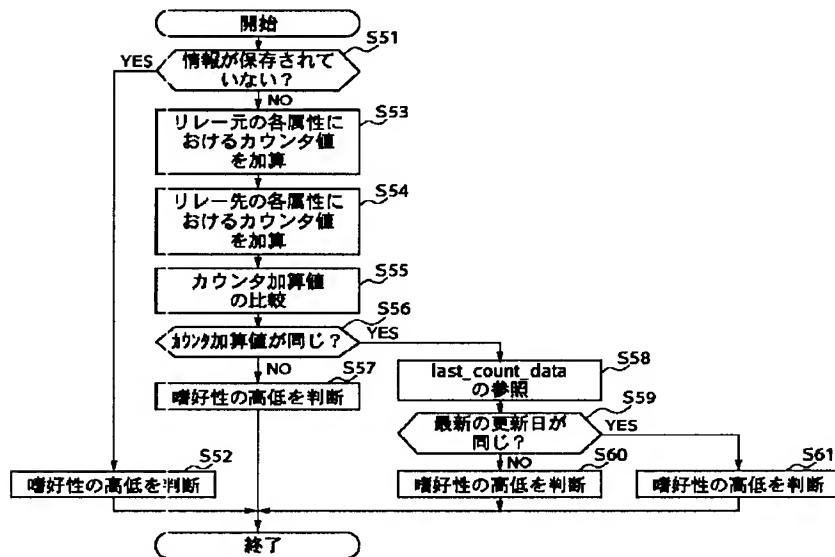 開始
S51
情報が保存されて
いない？
YES
NO
S53
リレー元の各属性に
おけるカウンタ値
を加算
S54
リレー先の各属性に
おけるカウンタ値
を加算
S55
カウンタ加算値
の比較
S56
ｶｳﾝﾀ加算値が同じ？
YES
NO
S57
嗜好性の高低を判断
S58
last_count_data
の参照
S59
最新の更新日が
同じ？
YES
NO
S52
嗜好性の高低を判断
S60
嗜好性の高低を判断
S61
嗜好性の高低を判断
終了